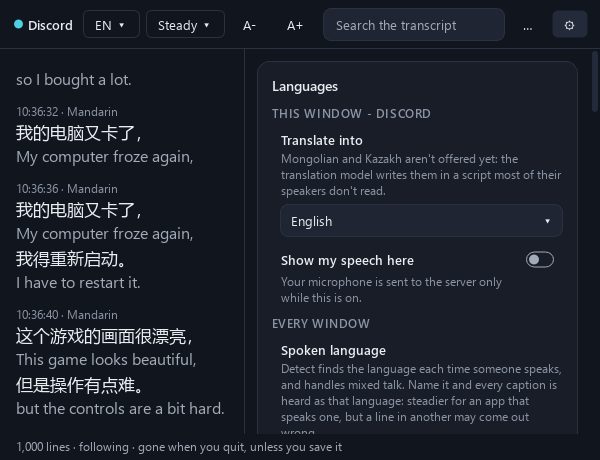 Discord EN Steady A- A+ Search the transcript ...
so I bought a lot.
10:36:32 · Mandarin
我的电脑又卡了，
My computer froze again,
10:36:36 · Mandarin
我的电脑又卡了，
My computer froze again,
我得重新启动。
I have to restart it.
10:36:40 · Mandarin
这个游戏的画面很漂亮，
This game looks beautiful,
但是操作有点难。
but the controls are a bit hard.
Languages
THIS WINDOW - DISCORD
Translate into
Mongolian and Kazakh aren't offered yet: the
translation model writes them in a script most of their
speakers don't read.
English
Show my speech here
Your microphone is sent to the server only
while this is on.
EVERY WINDOW
Spoken language
Detect finds the language each time someone speaks,
and handles mixed talk. Name it and every caption is
heard as that language: steadier for an app that
speaks one, but a line in another may come out
wrong.
1,000 lines · following · gone when you quit, unless you save it